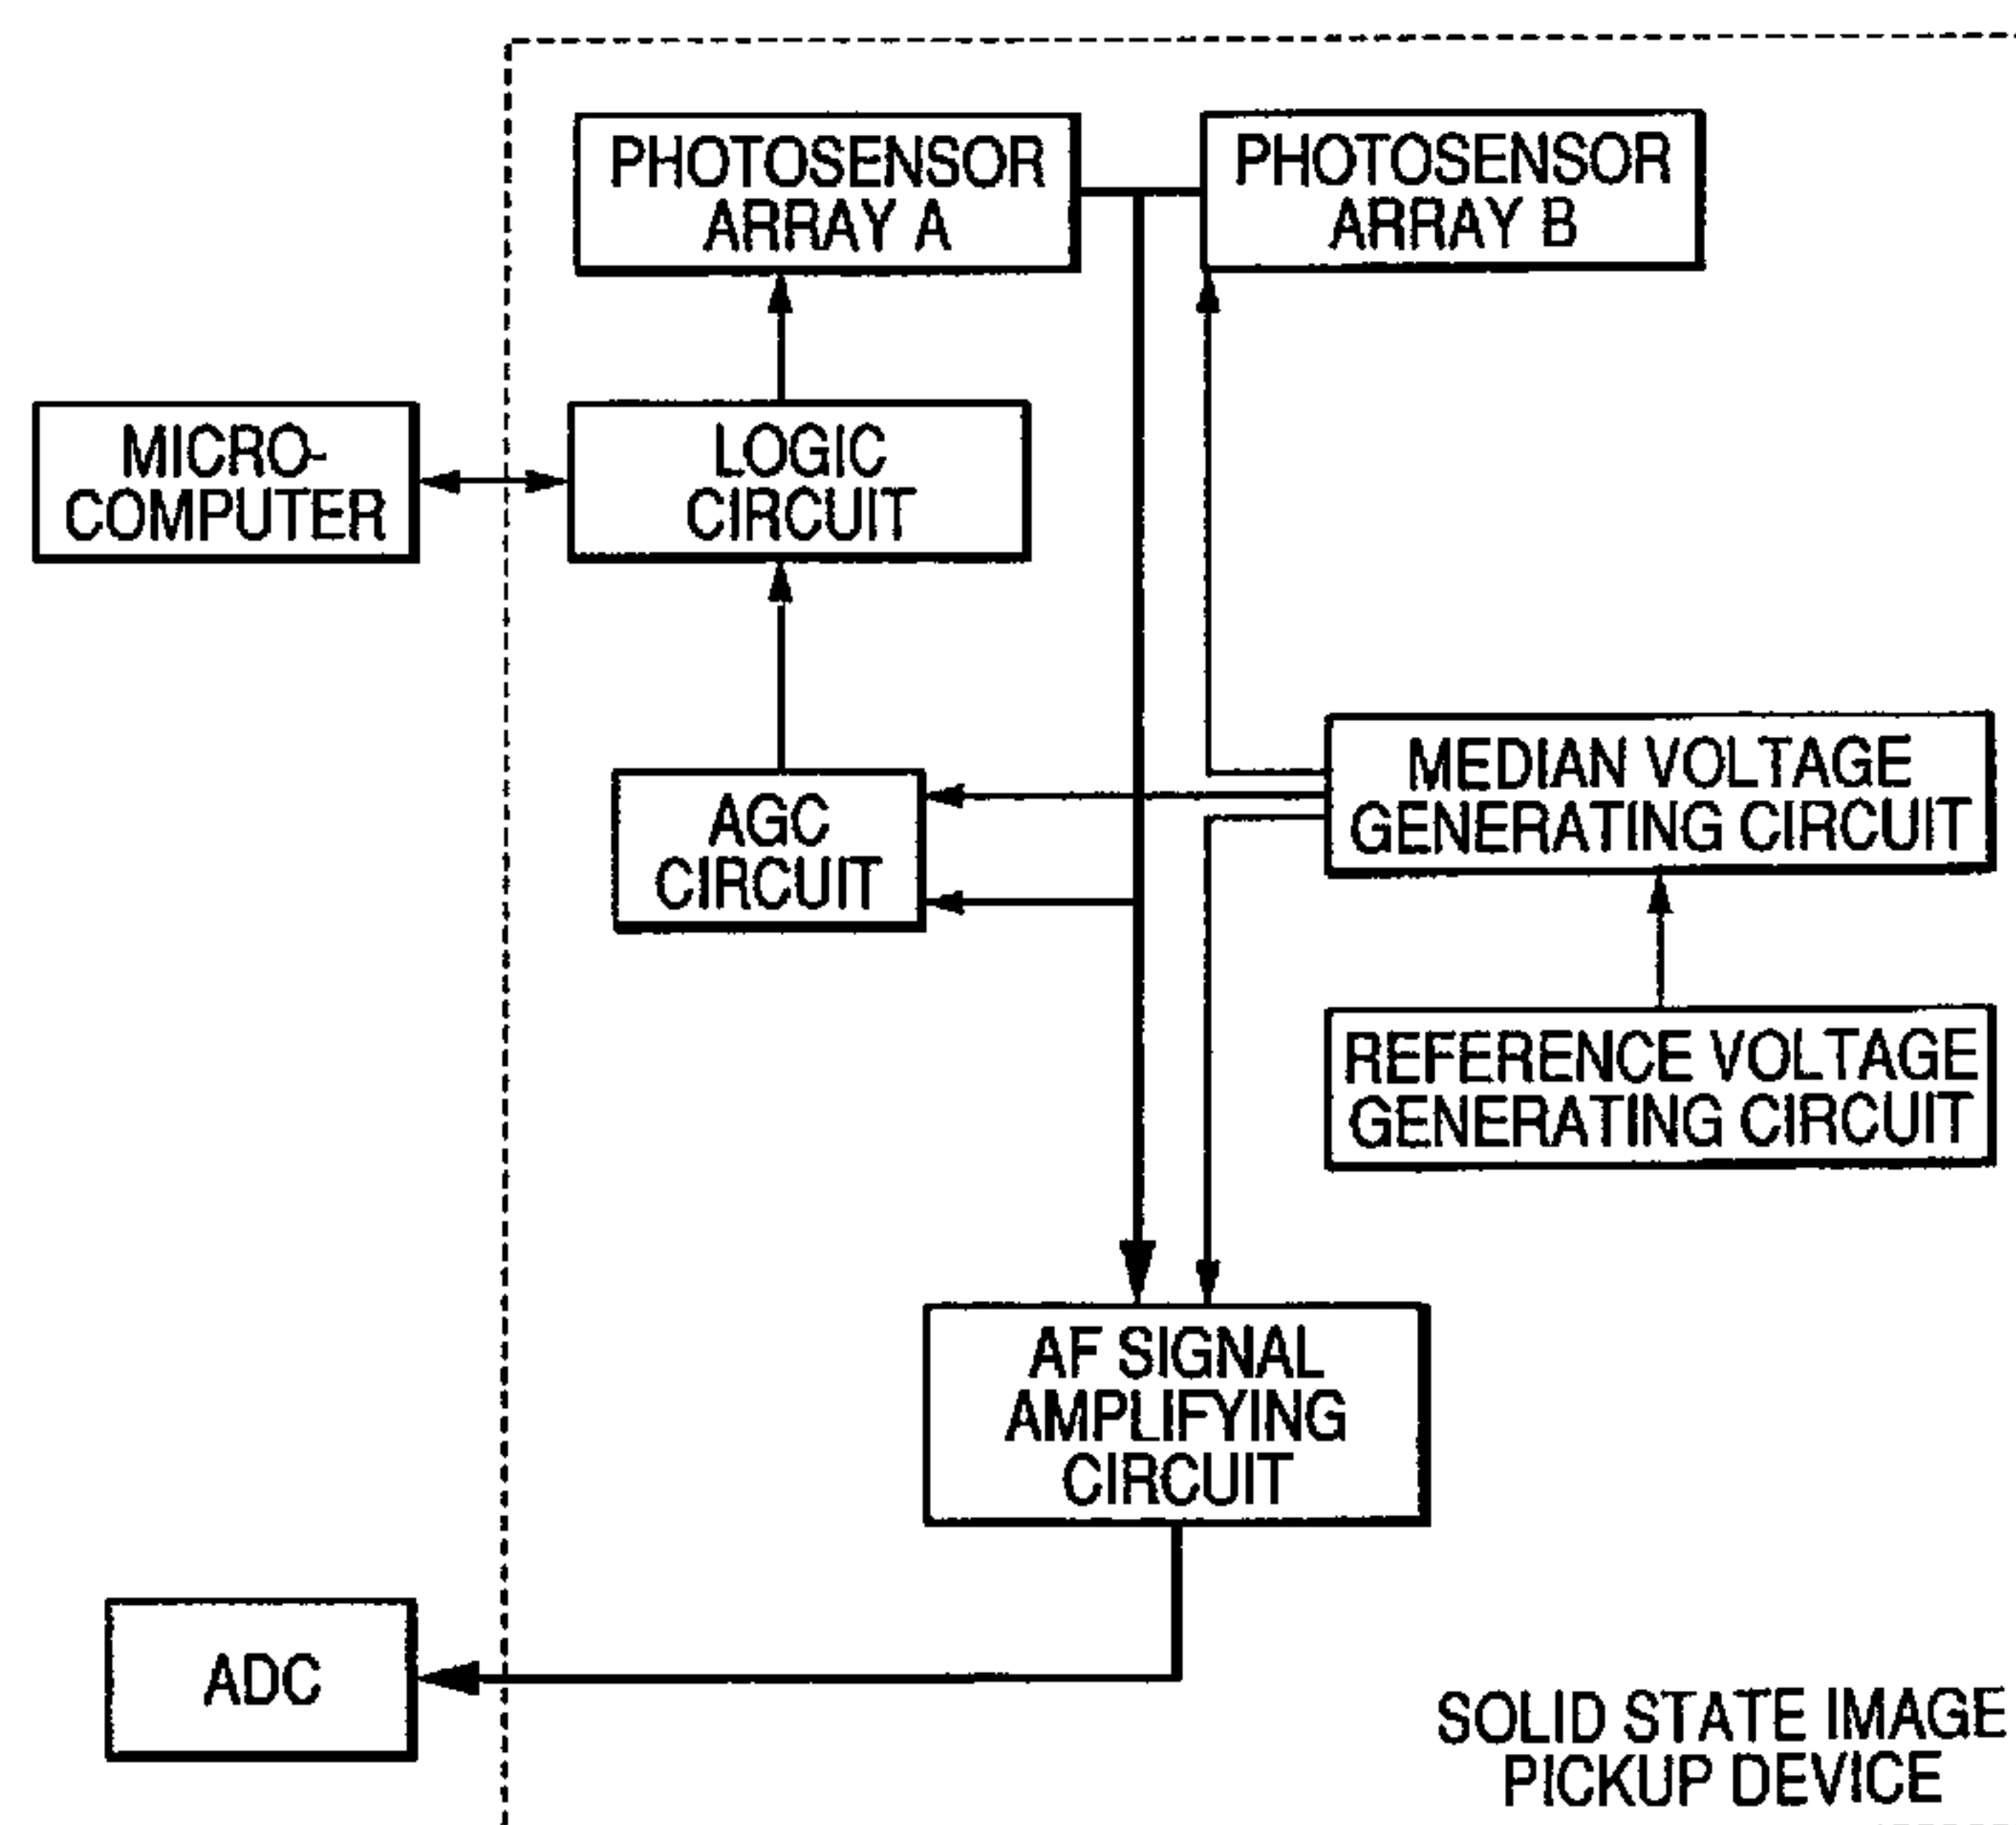 PHOTOSENSOR
ARRAY A
PHOTOSENSOR
ARRAY B
MICRO-
COMPUTER
LOGIC
CIRCUIT
MEDIAN VOLTAGE
GENERATING CIRCUIT
AGC
CIRCUIT
REFERENCE VOLTAGE
GENERATING CIRCUIT
AF SIGNAL
AMPLIFYING
CIRCUIT
ADC
SOLID STATE IMAGE
PICKUP DEVICE